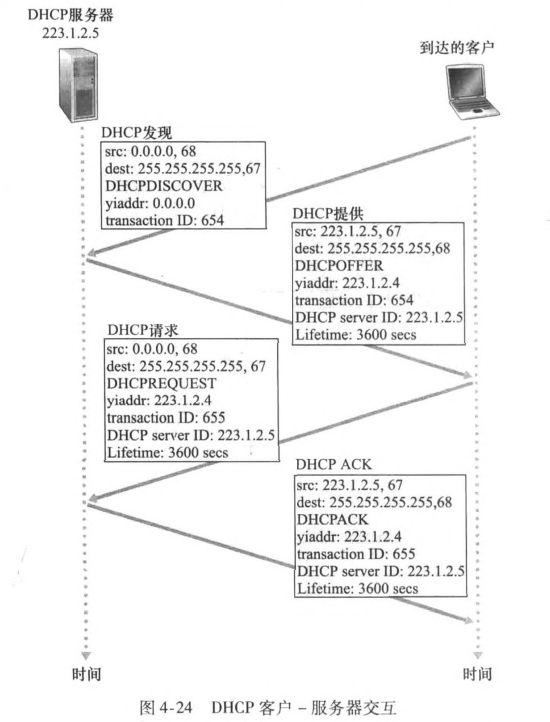 DHCP服务器
223.1.2.5
到达的客户
DHCP发现
src: 0.0.0.0, 68
dest: 255.255.255.255,67
DHCPDISCOVER
yiaddr: 0.0.0.0
transaction ID: 654
DHCP提供
src: 223.1.2.5, 67
dest: 255.255.255.255,68
DHCPOFFER
yiaddr: 223.1.2.4
transaction ID: 654
DHCP server ID: 223.1.2.5
Lifetime: 3600 secs
DHCP请求
src: 0.0.0.0, 68
dest: 255.255.255.255, 67
DHCPREQUEST
yiaddr: 223.1.2.4
transaction ID: 655
DHCP server ID: 223.1.2.5
Lifetime: 3600 secs
DHCP ACK
src: 223.1.2.5, 67
dest: 255.255.255.255,68
DHCPACK
yiaddr: 223.1.2.4
transaction ID: 655
DHCP server ID: 223.1.2.5
Lifetime: 3600 secs
时间
时间
图 4-24 DHCP 客户 – 服务器交互